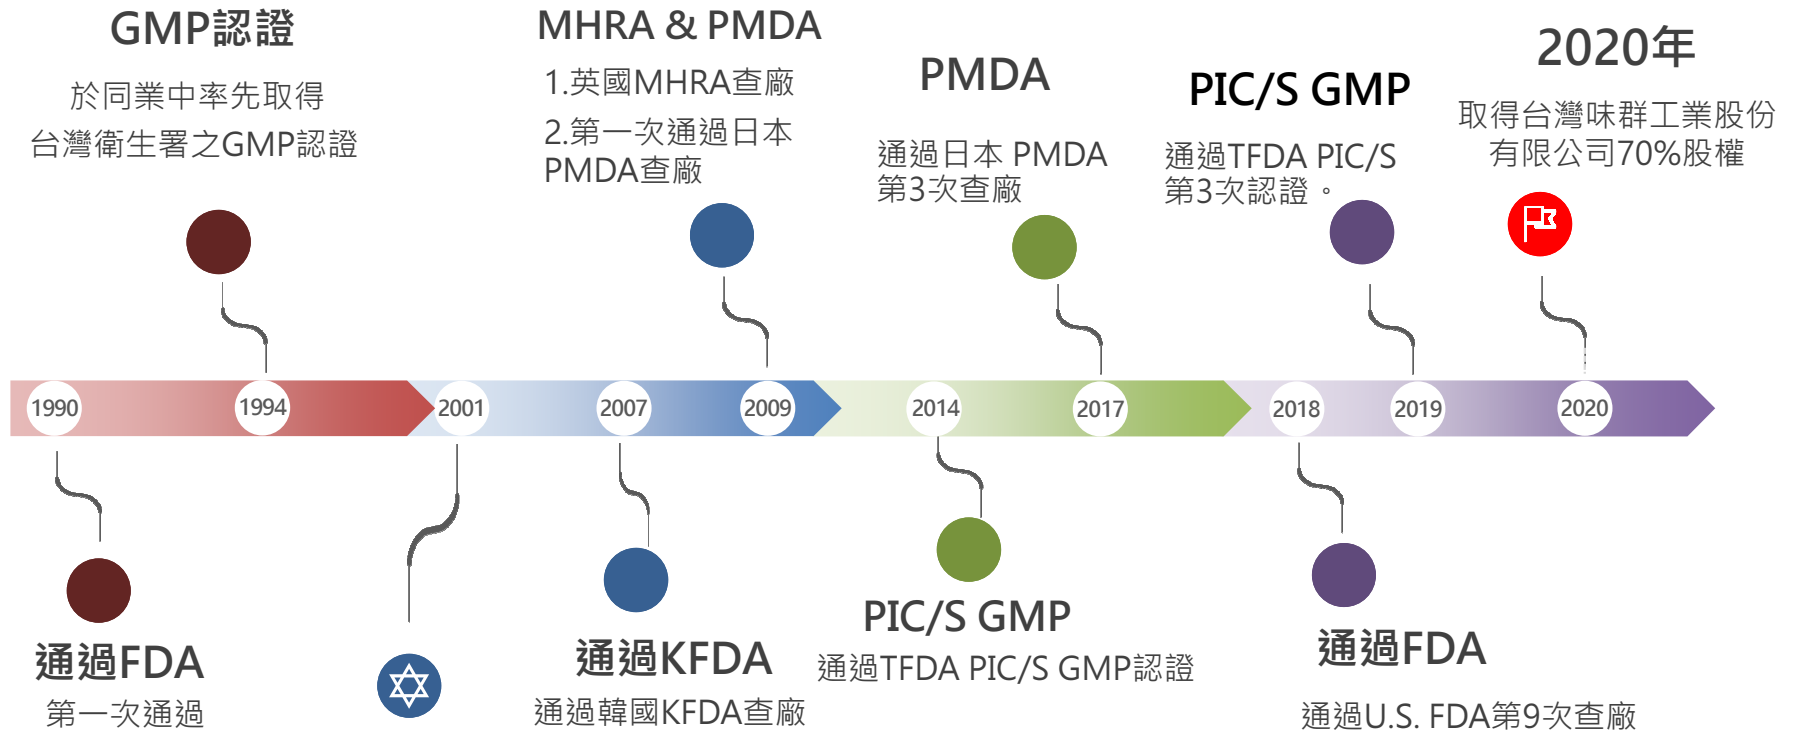 GMP認證
於同業中率先取得
台灣衛生署之GMP認證
MHRA & PMDA
1.英國MHRA查廠
2.第一次通過日本
PMDA查廠
PMDA
通過日本 PMDA
第3次查廠
PIC/S GMP
通過TFDA PIC/S
第3次認證。
2020年
取得台灣味群工業股份
有限公司70%股權
1990
1994
2001
2007
2009
2014
2017
2018
2019
2020
通過FDA
第一次通過
通過KFDA
通過韓國KFDA查廠
PIC/S GMP
通過TFDA PIC/S GMP認證
通過FDA
通過U.S. FDA第9次查廠